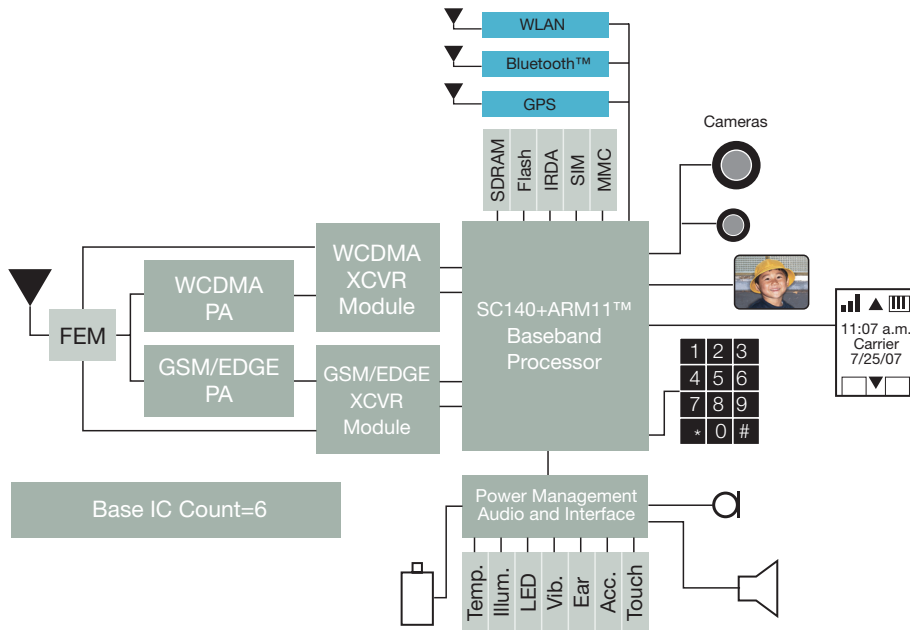 WLAN
Bluetooth™
GPS
SDRAM
Flash
IRDA
SIM
MMC
Cameras
WCDMA
XCVR
Module
WCDMA
PA
FEM
GSM/EDGE
PA
GSM/EDGE
XCVR
Module
SC140+ARM11™
Baseband
Processor
11:07 a.m.
Carrier
7/25/07
1 2 3
4 5 6
7 8 9
* 0 #
Base IC Count=6
Power Management
Audio and Interface
Temp.
Illum.
LED
Vib.
Ear
Acc.
Touch